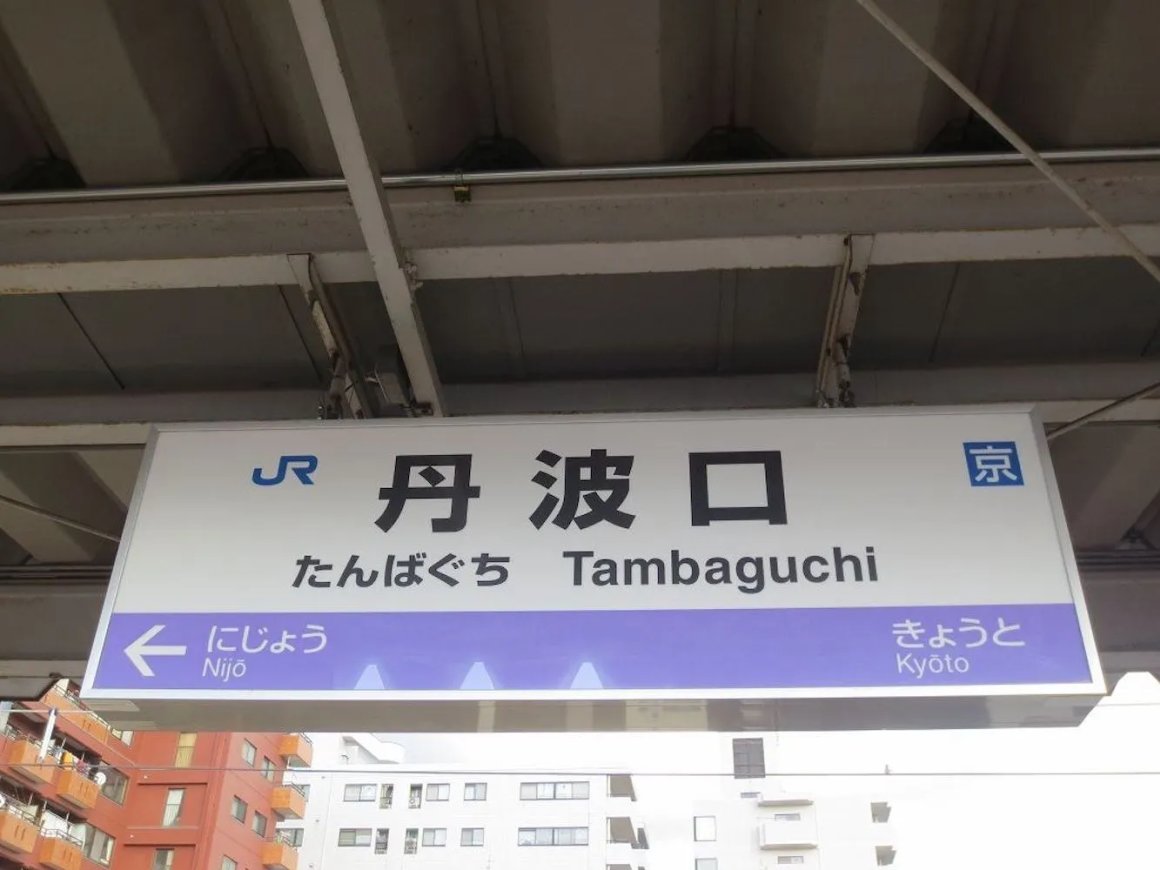 JR 丹波口 京
たんばぐち Tambaguchi
← にじょう きょうと
Nijō Kyōto